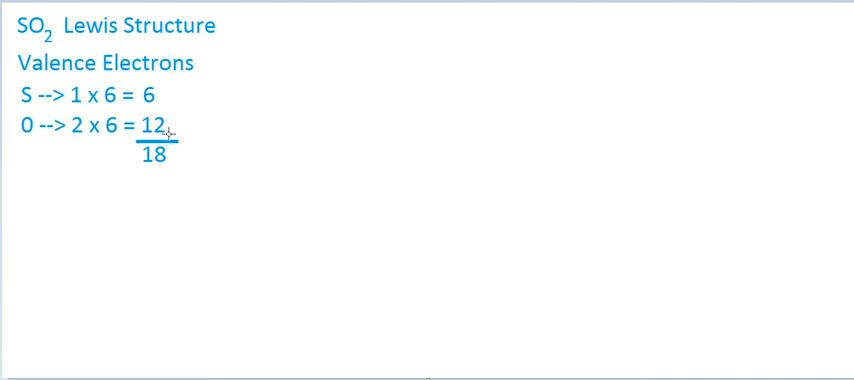 SO2 Lewis Structure
Valence Electrons
S --> 1 x 6 = 6
O --> 2 x 6 = 12
18